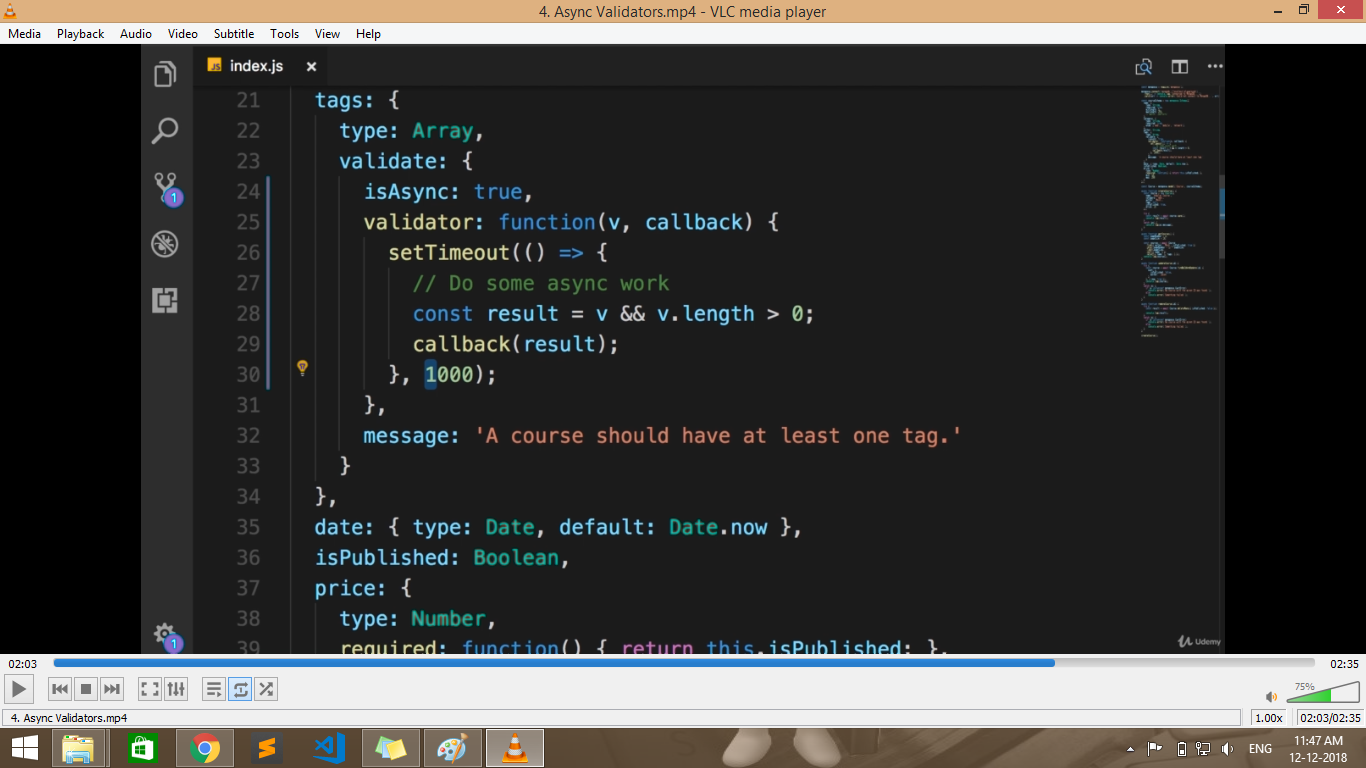 4. Async Validators.mp4 - VLC media player
Media Playback Audio Video Subtitle Tools View Help
JS index.js
21 tags: {
22 type: Array,
23 validate: {
24 isAsync: true,
25 validator: function(v, callback) {
26 setTimeout(() => {
27 // Do some async work
28 const result = v && v.length > 0;
29 callback(result);
30 }, 1000);
31 },
32 message: 'A course should have at least one tag.'
33 }
34 },
35 date: { type: Date, default: Date.now },
36 isPublished: Boolean,
37 price: {
38 type: Number,
39 required: function() { return this.isPublished; },
1
1
Udemy
02:03 02:35
75%
4. Async Validators.mp4 1.00x 02:03/02:35
ENG 11:47 AM
12-12-2018